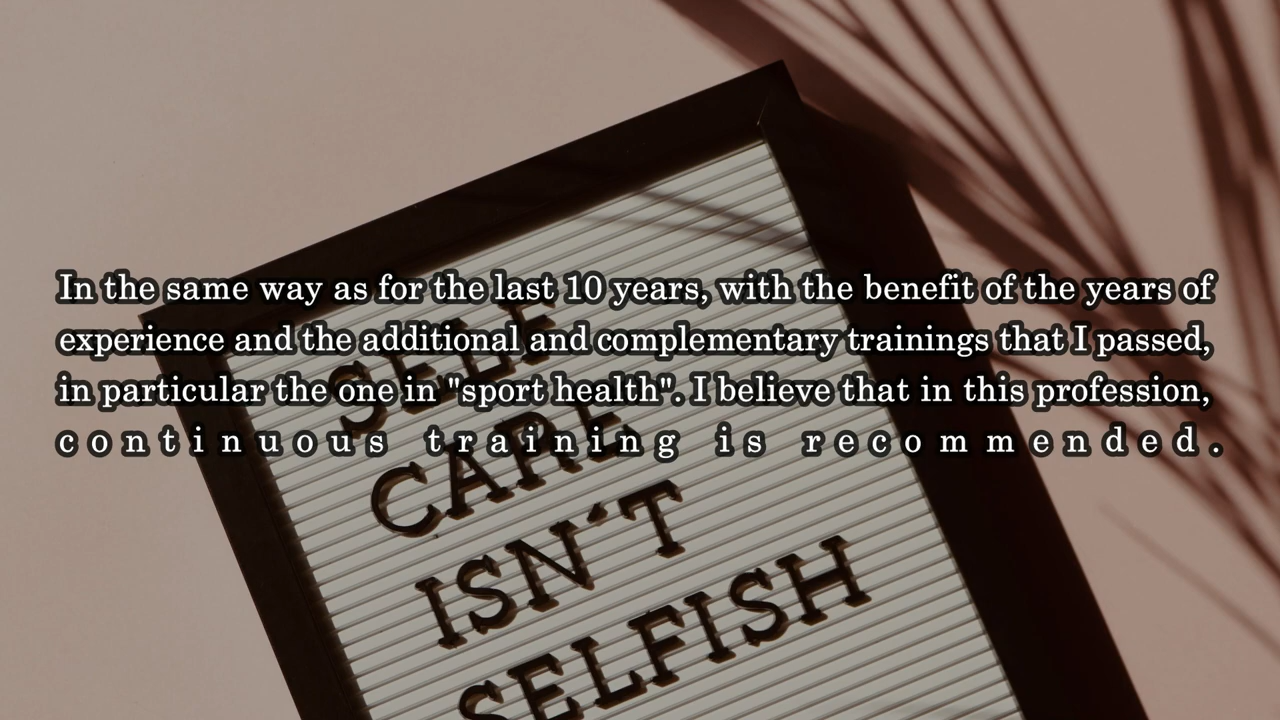 In the same way as for the last 10 years, with the benefit of the years of
experience and the additional and complementary trainings that I passed,
in particular the one in "sport health". I believe that in this profession,
continuous training is recommended.
SELF
CARE
ISN'T
SELFISH